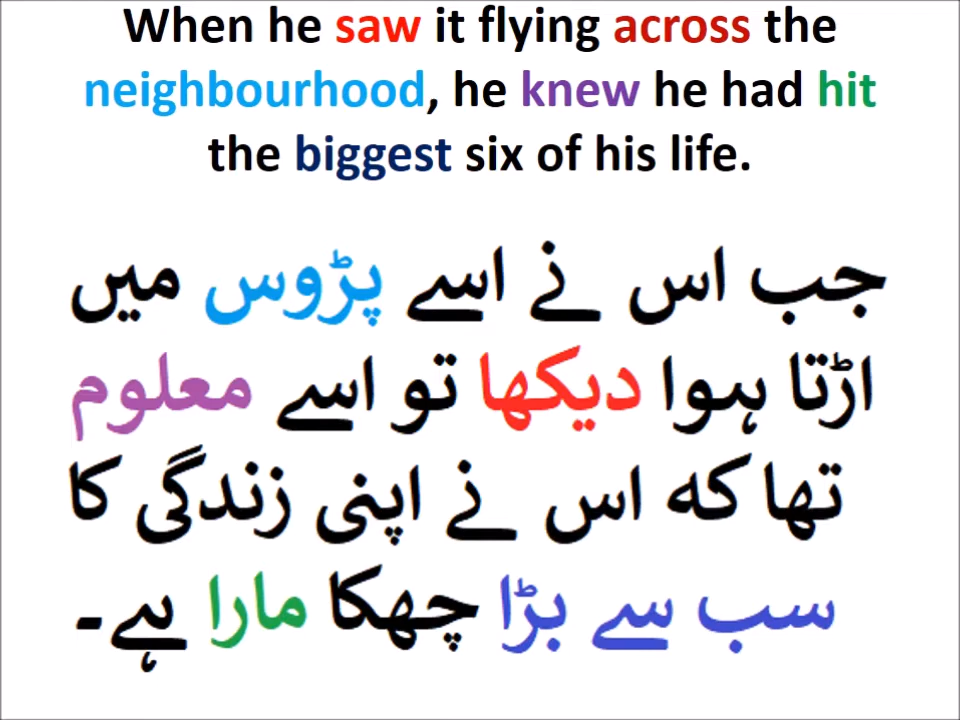 When he saw it flying across the
neighbourhood, he knew he had hit
the biggest six of his life.
جب اس نے اسے پڑوس میں
اڑتا ہوا دیکھا تو اسے معلوم
تھا کہ اس نے اپنی زندگی کا
سب سے بڑا چھکا مارا ہے۔